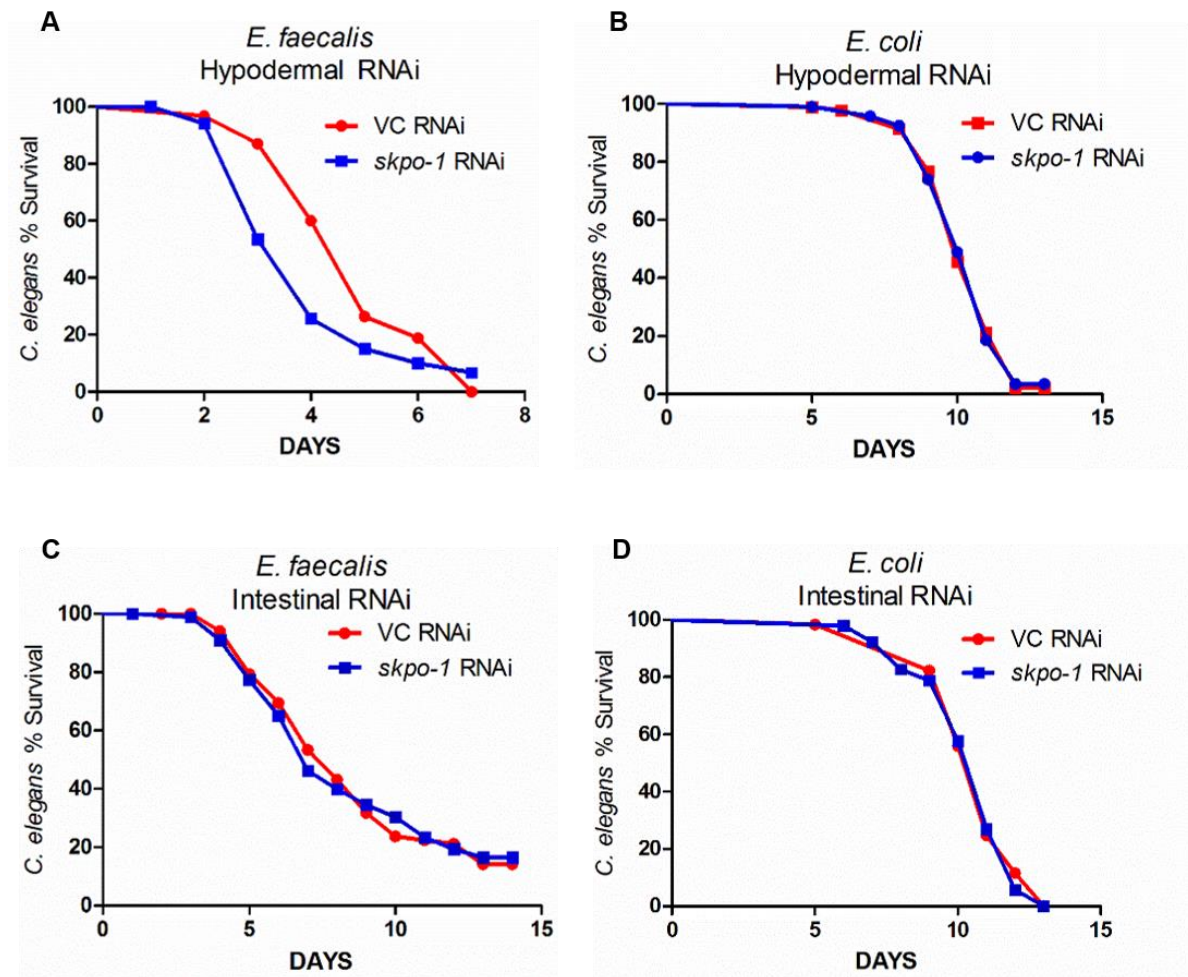 A
E. faecalis
Hypodermal RNAi
VC RNAi
skpo-1 RNAi
C. elegans % Survival
100
80
60
40
20
0
0 2 4 6 8
DAYS
B
E. coli
Hypodermal RNAi
VC RNAi
skpo-1 RNAi
C. elegans % Survival
100
80
60
40
20
0
0 5 10 15
DAYS
C
E. faecalis
Intestinal RNAi
VC RNAi
skpo-1 RNAi
C. elegans % Survival
100
80
60
40
20
0
0 5 10 15
DAYS
D
E. coli
Intestinal RNAi
VC RNAi
skpo-1 RNAi
C. elegans % Survival
100
80
60
40
20
0
0 5 10 15
DAYS